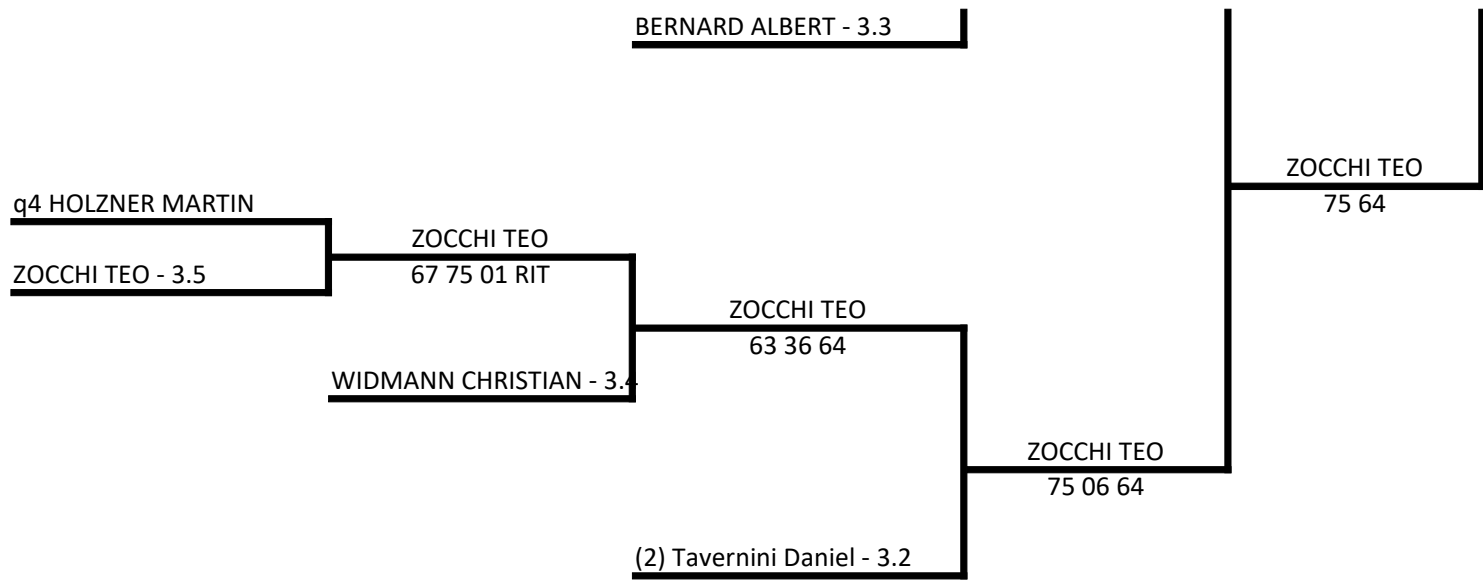 BERNARD ALBERT - 3.3
ZOCCHI TEO
75 64
q4 HOLZNER MARTIN
ZOCCHI TEO
67 75 01 RIT
ZOCCHI TEO - 3.5
ZOCCHI TEO
63 36 64
WIDMANN CHRISTIAN - 3.4
ZOCCHI TEO
75 06 64
(2) Tavernini Daniel - 3.2